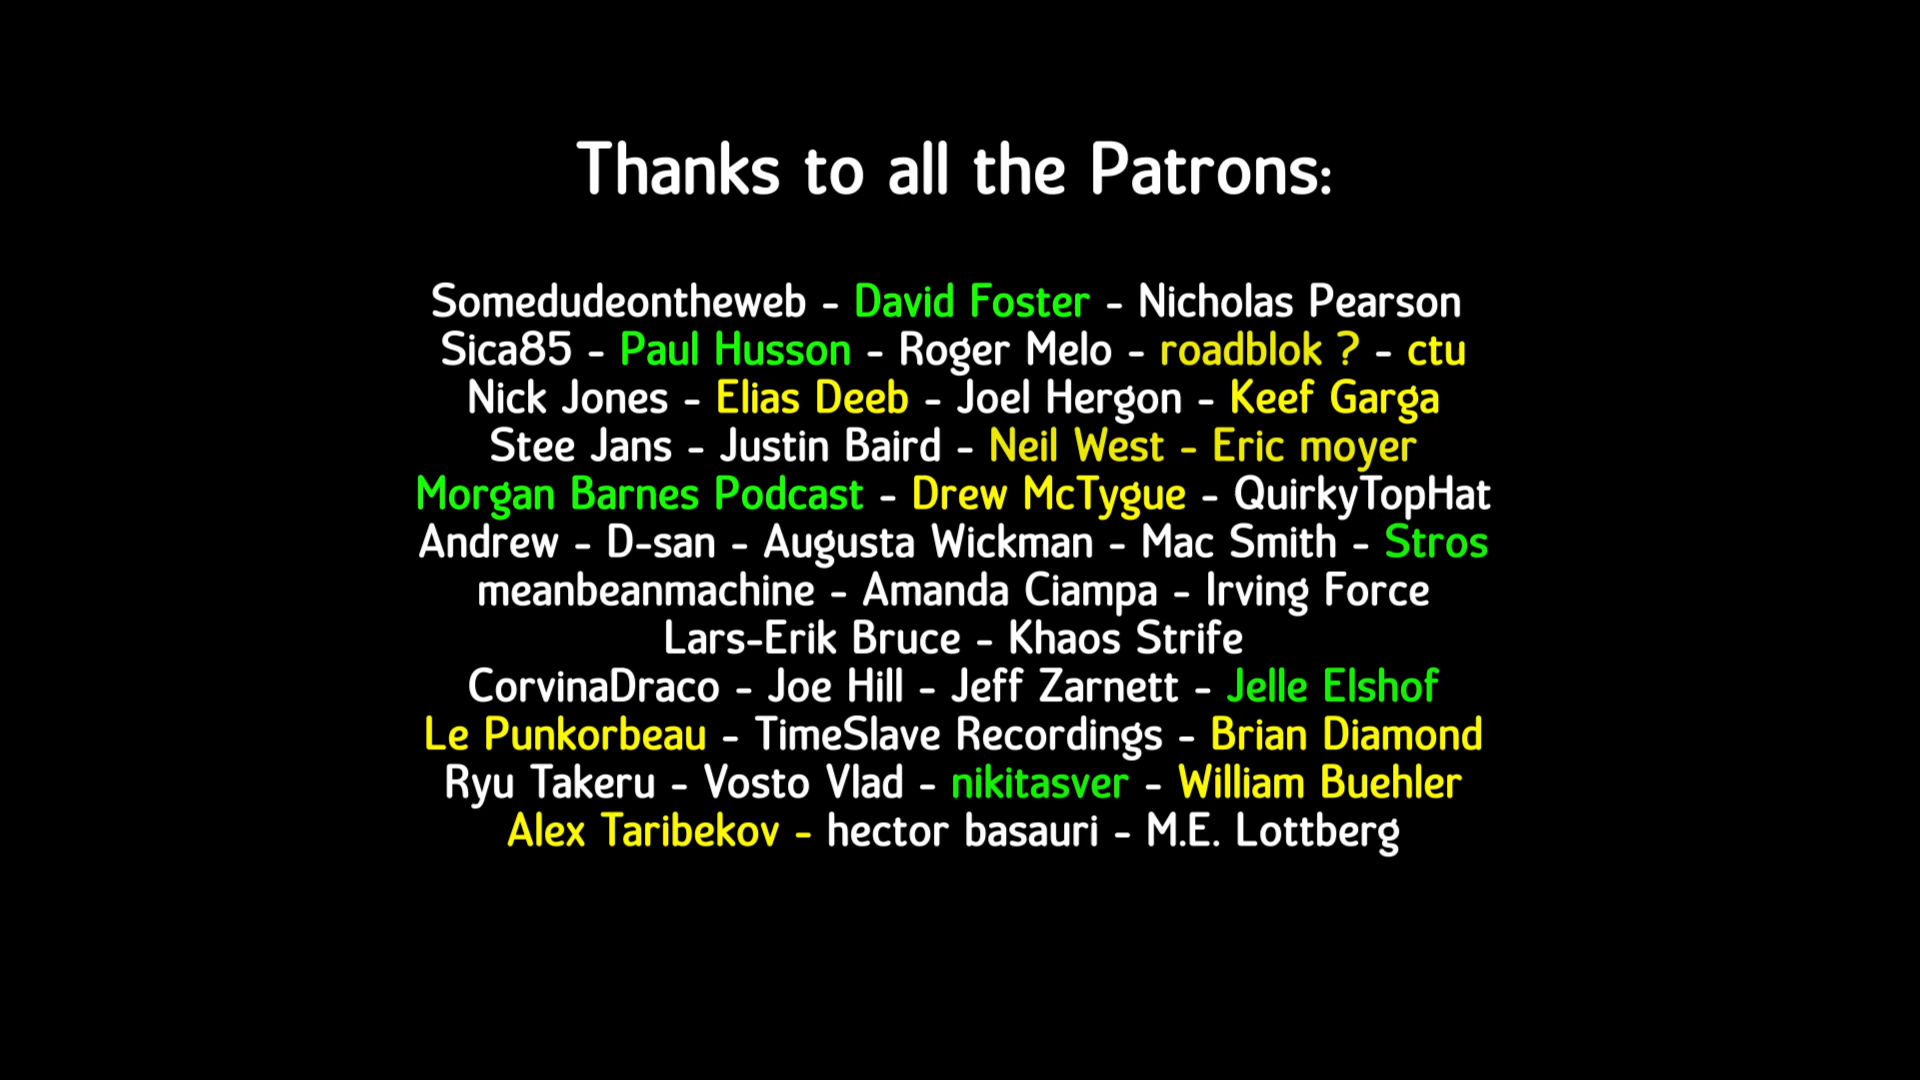 Thanks to all the Patrons:
Somedudeontheweb - David Foster - Nicholas Pearson
Sica85 - Paul Husson - Roger Melo - roadblok ? - ctu
Nick Jones - Elias Deeb - Joel Hergon - Keef Garga
Stee Jans - Justin Baird - Neil West - Eric moyer
Morgan Barnes Podcast - Drew McTygue - QuirkyTopHat
Andrew - D-san - Augusta Wickman - Mac Smith - Stros
meanbeanmachine - Amanda Ciampa - Irving Force
Lars-Erik Bruce - Khaos Strife
CorvinaDraco - Joe Hill - Jeff Zarnett - Jelle Elshof
Le Punkorbeau - TimeSlave Recordings - Brian Diamond
Ryu Takeru - Vosto Vlad - nikitasver - William Buehler
Alex Taribekov - hector basauri - M.E. Lottberg